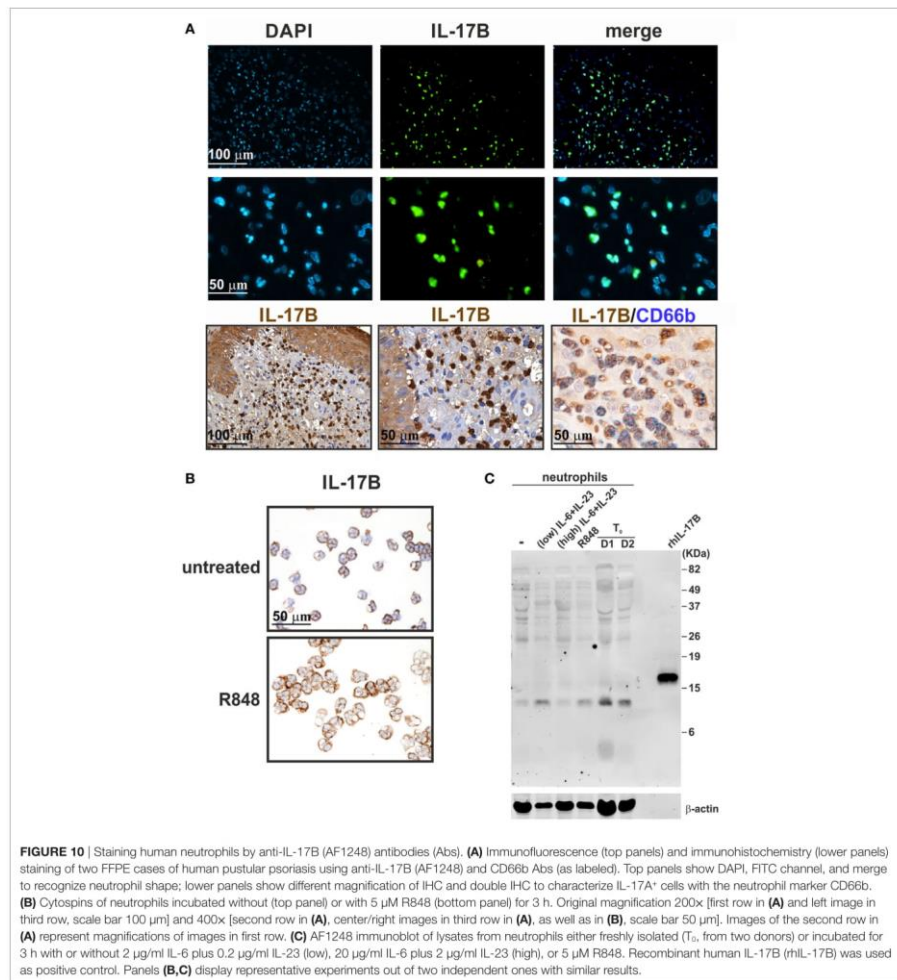 A
DAPI IL-17B merge
100 µm
50 µm
IL-17B IL-17B IL-17B/CD66b
100 µm 50 µm 50 µm
B
IL-17B
untreated
50 µm
R848
C
neutrophils
- (low) IL-6+IL-23 (high) IL-6+IL-23 R848 T₀ rhIL-17B
D1 D2 (KDa)
- 82
- 49
- 37
- 26
- 19
- 15
- 6
β-actin
FIGURE 10 | Staining human neutrophils by anti-IL-17B (AF1248) antibodies (Abs). (A) Immunofluorescence (top panels) and immunohistochemistry (lower panels)
staining of two FFPE cases of human pustular psoriasis using anti-IL-17B (AF1248) and CD66b Abs (as labeled). Top panels show DAPI, FITC channel, and merge
to recognize neutrophil shape; lower panels show different magnification of IHC and double IHC to characterize IL-17A⁺ cells with the neutrophil marker CD66b.
(B) Cytospins of neutrophils incubated without (top panel) or with 5 µM R848 (bottom panel) for 3 h. Original magnification 200x [first row in (A) and left image in
third row, scale bar 100 µm] and 400x [second row in (A), center/right images in third row in (A), as well as in (B), scale bar 50 µm]. Images of the second row in
(A) represent magnifications of images in first row. (C) AF1248 immunoblot of lysates from neutrophils either freshly isolated (T₀, from two donors) or incubated for
3 h with or without 2 µg/ml IL-6 plus 0.2 µg/ml IL-23 (low), 20 µg/ml IL-6 plus 2 µg/ml IL-23 (high), or 5 µM R848. Recombinant human IL-17B (rhIL-17B) was used
as positive control. Panels (B,C) display representative experiments out of two independent ones with similar results.